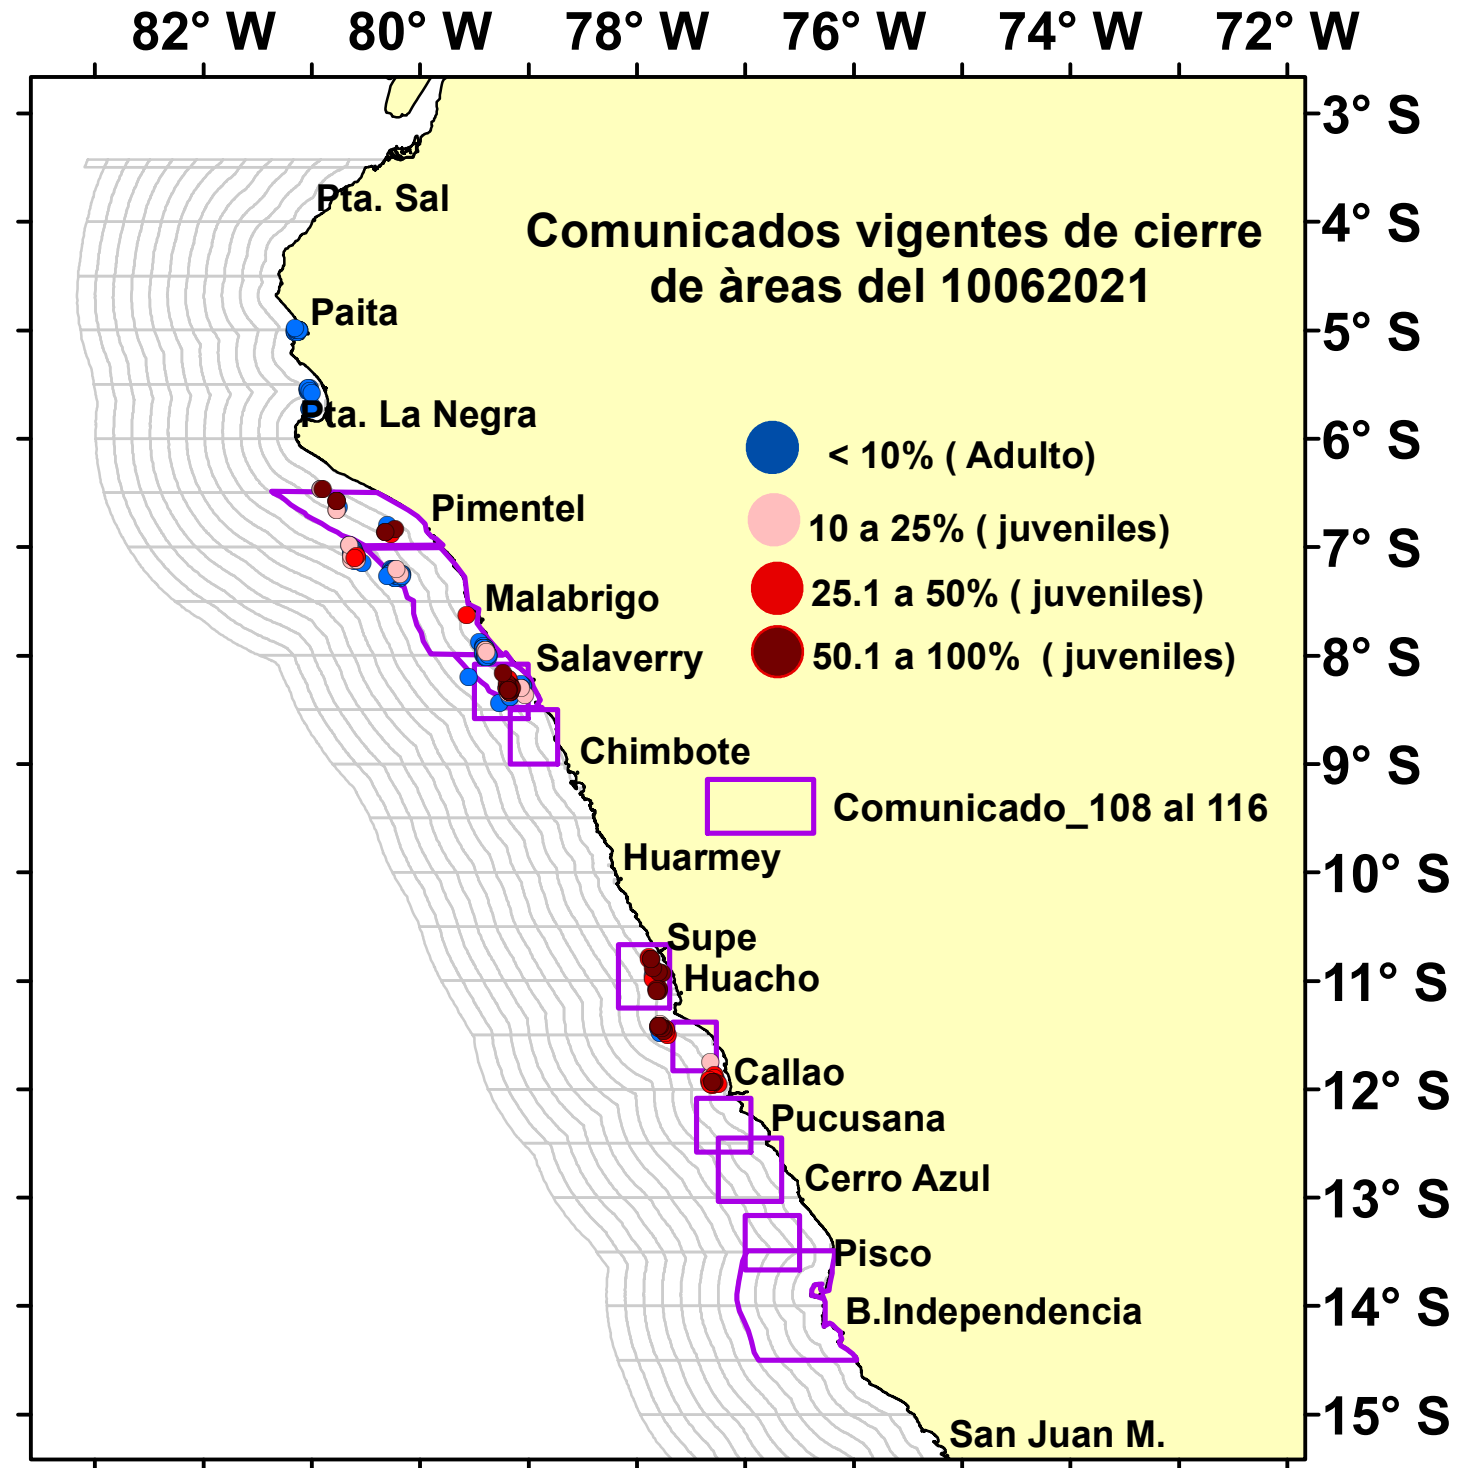 82° W 80° W 78° W 76° W 74° W 72° W
3° S
Pta. Sal
4° S
Comunicados vigentes de cierre
de àreas del 10062021
Paita
5° S
Pta. La Negra
6° S
< 10% ( Adulto)
Pimentel
10 a 25% ( juveniles)
7° S
Malabrigo
25.1 a 50% ( juveniles)
Salaverry
50.1 a 100% ( juveniles)
8° S
Chimbote
9° S
Comunicado_108 al 116
Huarmey
10° S
Supe
Huacho
11° S
Callao
12° S
Pucusana
Cerro Azul
13° S
Pisco
B.Independencia
14° S
15° S
San Juan M.